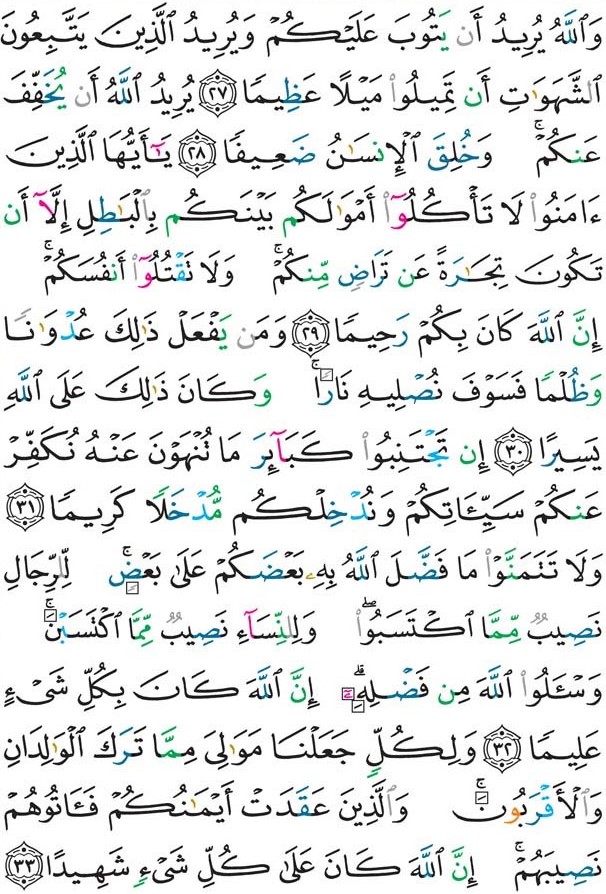 وَٱللَّهُ يُرِيدُ أَن يَتُوبَ عَلَيْكُمْ وَيُرِيدُ ٱلَّذِينَ يَتَّبِعُونَ
ٱلشَّهَوَٰتِ أَن تَمِيلُوا۟ مَيْلًا عَظِيمًا ٢٧ يُرِيدُ ٱللَّهُ أَن يُخَفِّفَ
عَنكُمْ ۚ وَخُلِقَ ٱلْإِنسَـٰنُ ضَعِيفًا ٢٨ يَـٰٓأَيُّهَا ٱلَّذِينَ
ءَامَنُوا۟ لَا تَأْكُلُوٓا۟ أَمْوَٰلَكُم بَيْنَكُم بِٱلْبَـٰطِلِ إِلَّآ أَن
تَكُونَ تِجَـٰرَةً عَن تَرَاضٍ مِّنكُمْ ۚ وَلَا تَقْتُلُوٓا۟ أَنفُسَكُمْ ۚ
إِنَّ ٱللَّهَ كَانَ بِكُمْ رَحِيمًا ٢٩ وَمَن يَفْعَلْ ذَٰلِكَ عُدْوَٰنًا
وَظُلْمًا فَسَوْفَ نُصْلِيهِ نَارًا ۚ وَكَانَ ذَٰلِكَ عَلَى ٱللَّهِ
يَسِيرًا ٣٠ إِن تَجْتَنِبُوا۟ كَبَآئِرَ مَا تُنْهَوْنَ عَنْهُ نُكَفِّرْ
عَنكُمْ سَيِّـَٔاتِكُمْ وَنُدْخِلْكُم مُّدْخَلًا كَرِيمًا ٣١
وَلَا تَتَمَنَّوْا۟ مَا فَضَّلَ ٱللَّهُ بِهِۦ بَعْضَكُمْ عَلَىٰ بَعْضٍ ۚ لِّلرِّجَالِ
نَصِيبٌ مِّمَّا ٱكْتَسَبُوا۟ ۖ وَلِلنِّسَآءِ نَصِيبٌ مِّمَّا ٱكْتَسَبْنَ ۚ
وَسْـَٔلُوا۟ ٱللَّهَ مِن فَضْلِهِۦٓ ۗ إِنَّ ٱللَّهَ كَانَ بِكُلِّ شَىْءٍ
عَلِيمًا ٣٢ وَلِكُلٍّ جَعَلْنَا مَوَٰلِىَ مِمَّا تَرَكَ ٱلْوَٰلِدَانِ
وَٱلْأَقْرَبُونَ ۚ وَٱلَّذِينَ عَقَدَتْ أَيْمَـٰنُكُمْ فَـَٔاتُوهُمْ
نَصِيبَهُمْ ۚ إِنَّ ٱللَّهَ كَانَ عَلَىٰ كُلِّ شَىْءٍ شَهِيدًا ٣٣